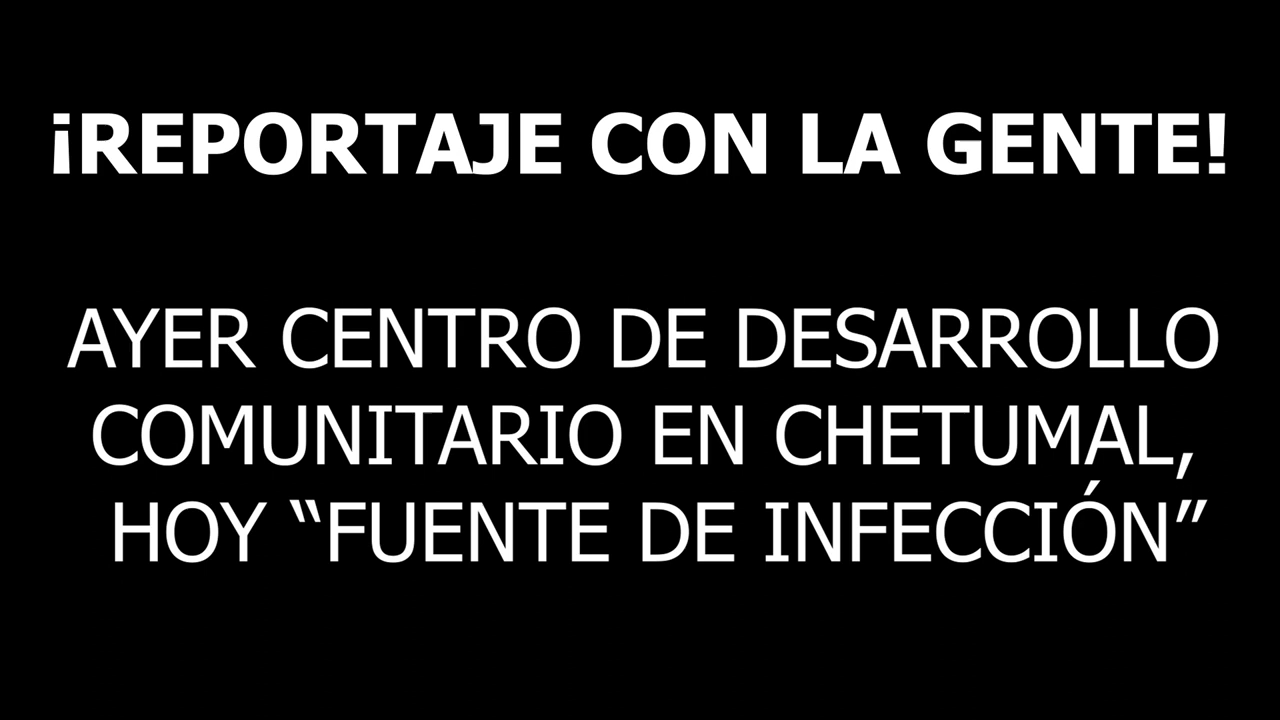 ¡REPORTAJE CON LA GENTE!
AYER CENTRO DE DESARROLLO
COMUNITARIO EN CHETUMAL,
HOY “FUENTE DE INFECCIÓN”